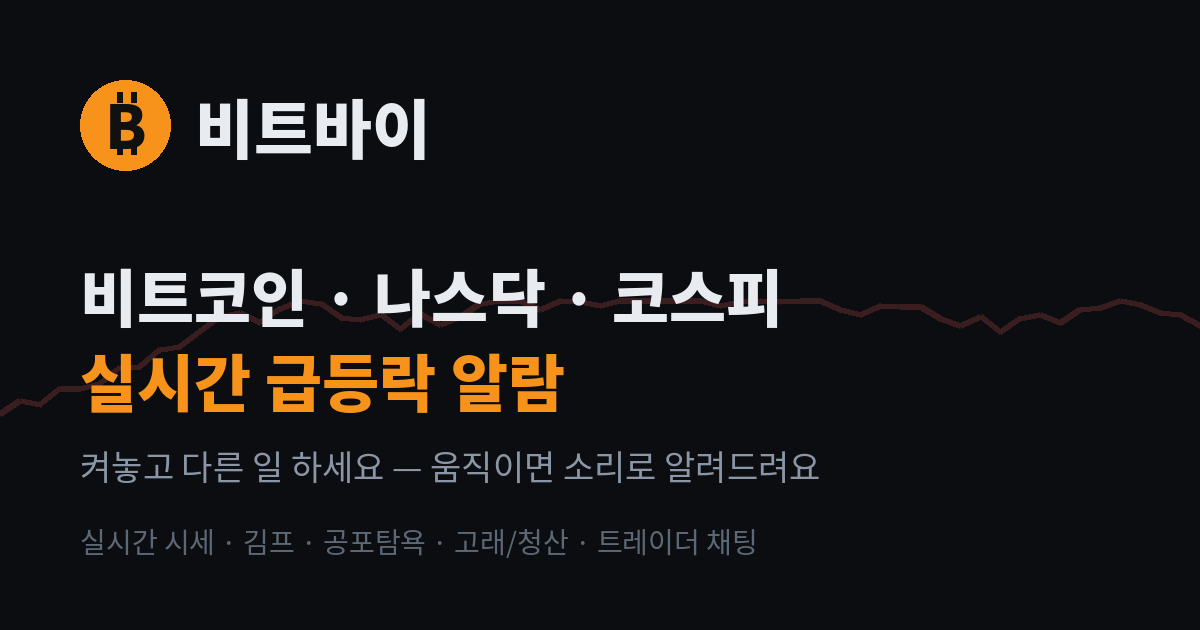 비트바이
비트코인 · 나스닥 · 코스피
실시간 급등락 알람
켜놓고 다른 일 하세요 — 움직이면 소리로 알려드려요
실시간 시세 · 김프 · 공포탐욕 · 고래/청산 · 트레이더 채팅